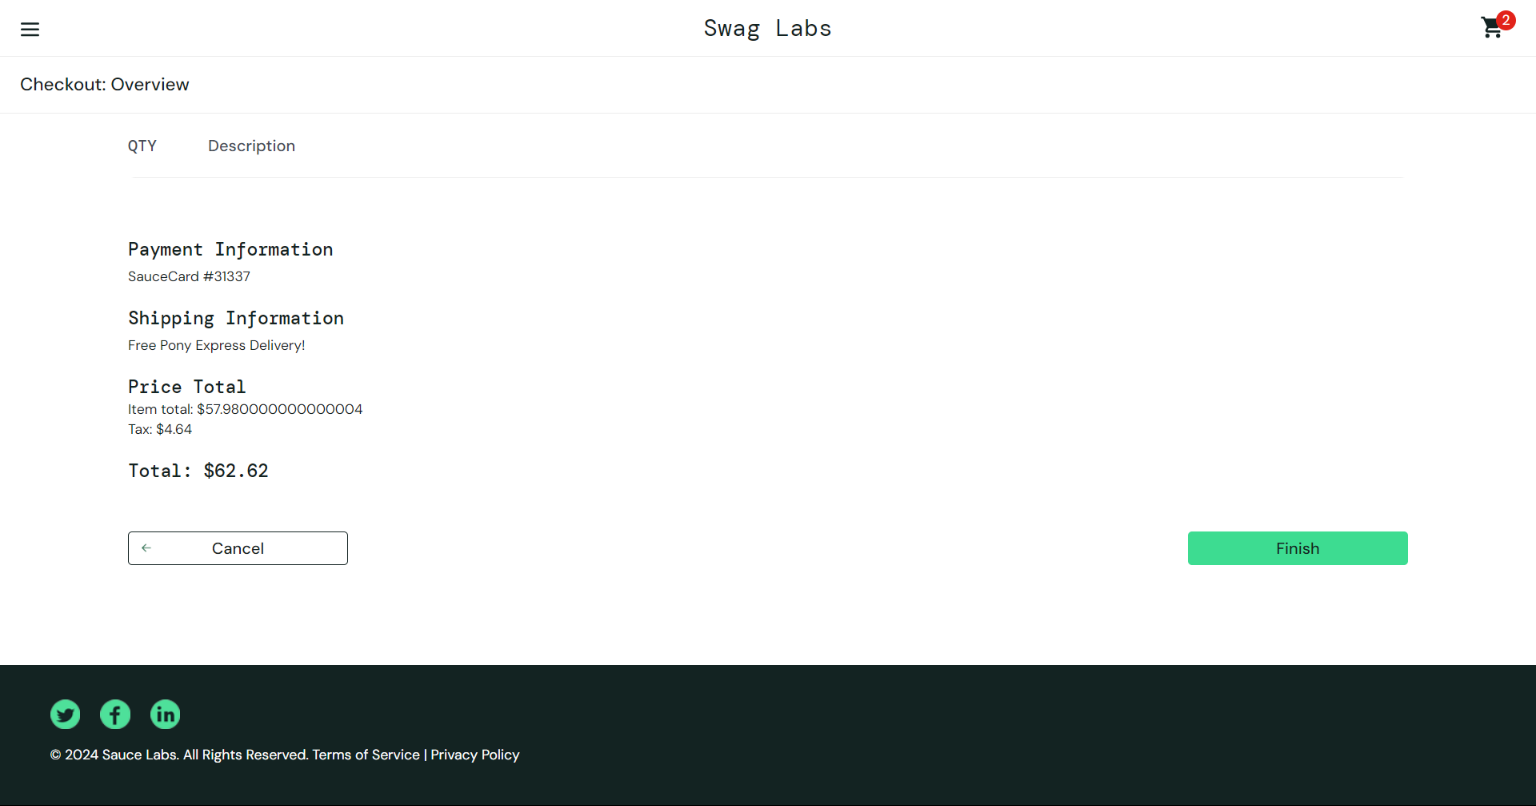 Swag Labs
2
Checkout: Overview
QTY Description
Payment Information
SauceCard #31337
Shipping Information
Free Pony Express Delivery!
Price Total
Item total: $57.980000000000004
Tax: $4.64
Total: $62.62
Cancel Finish
© 2024 Sauce Labs. All Rights Reserved. Terms of Service | Privacy Policy